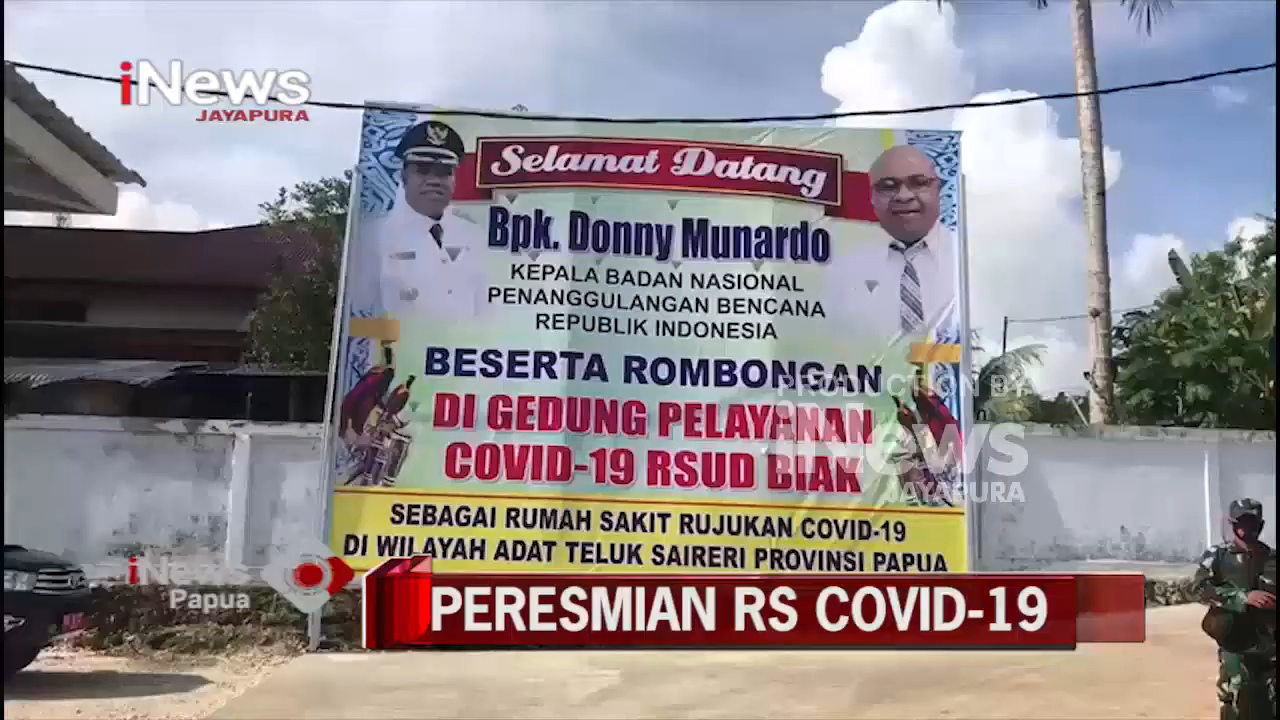 iNews
JAYAPURA
Selamat Datang
Bpk. Donny Munardo
KEPALA BADAN NASIONAL
PENANGGULANGAN BENCANA
REPUBLIK INDONESIA
BESERTA ROMBONGAN
DI GEDUNG PELAYANAN
COVID-19 RSUD BIAK
SEBAGAI RUMAH SAKIT RUJUKAN COVID-19
DI WILAYAH ADAT TELUK SAIRERI PROVINSI PAPUA
PRODUCTION BY
iNews
JAYAPURA
iNews
Papua
PERESMIAN RS COVID-19